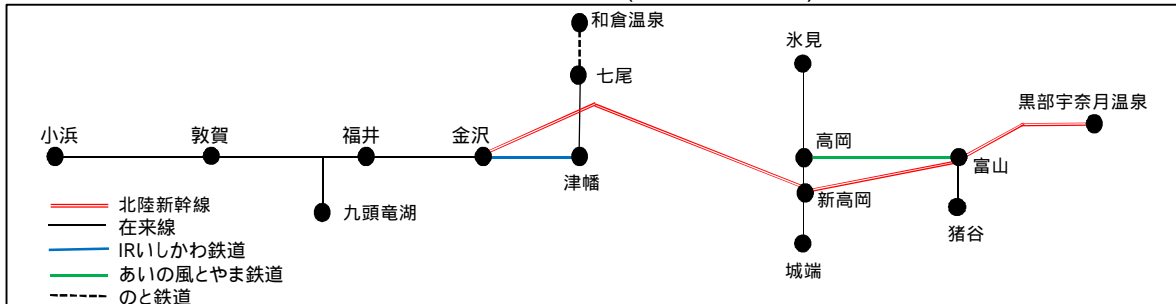 和倉温泉
氷見
七尾
黒部宇奈月温泉
小浜
敦賀
福井
金沢
高岡
津幡
富山
新高岡
九頭竜湖
猪谷
城端
北陸新幹線
在来線
IRいしかわ鉄道
あいの風とやま鉄道
のと鉄道